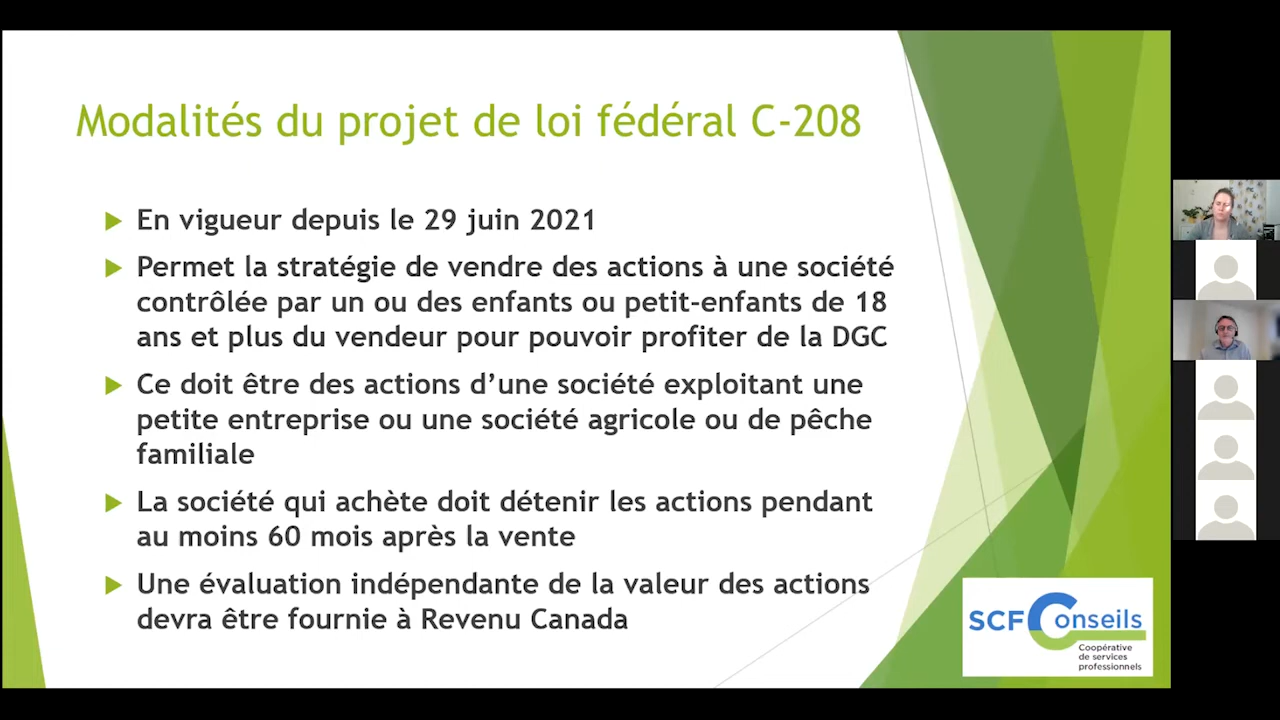 Modalités du projet de loi fédéral C-208
En vigueur depuis le 29 juin 2021
Permet la stratégie de vendre des actions à une société
contrôlée par un ou des enfants ou petit-enfants de 18
ans et plus du vendeur pour pouvoir profiter de la DGC
Ce doit être des actions d’une société exploitant une
petite entreprise ou une société agricole ou de pêche
familiale
La société qui achète doit détenir les actions pendant
au moins 60 mois après la vente
Une évaluation indépendante de la valeur des actions
devra être fournie à Revenu Canada
SCF Conseils
Coopérative
de services
professionnels